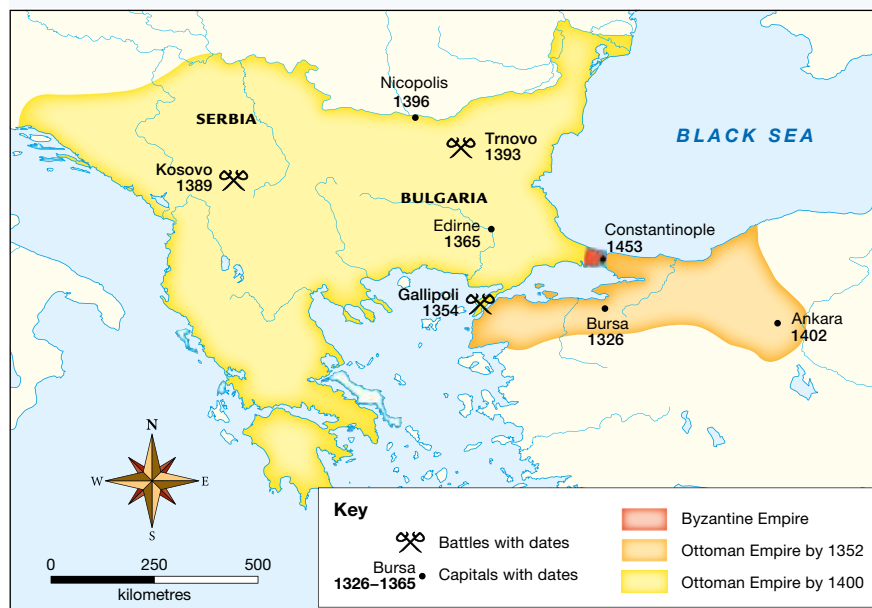 Nicopolis
1396
SERBIA
Trnovo
1393
BLACK SEA
Kosovo
1389
BULGARIA
Edirne
1365
Constantinople
1453
Gallipoli
1354
Bursa
1326
Ankara
1402
N
W
E
S
0 250 500
kilometres
Key
Battles with dates
Bursa
1326–1365
Capitals with dates
Byzantine Empire
Ottoman Empire by 1352
Ottoman Empire by 1400